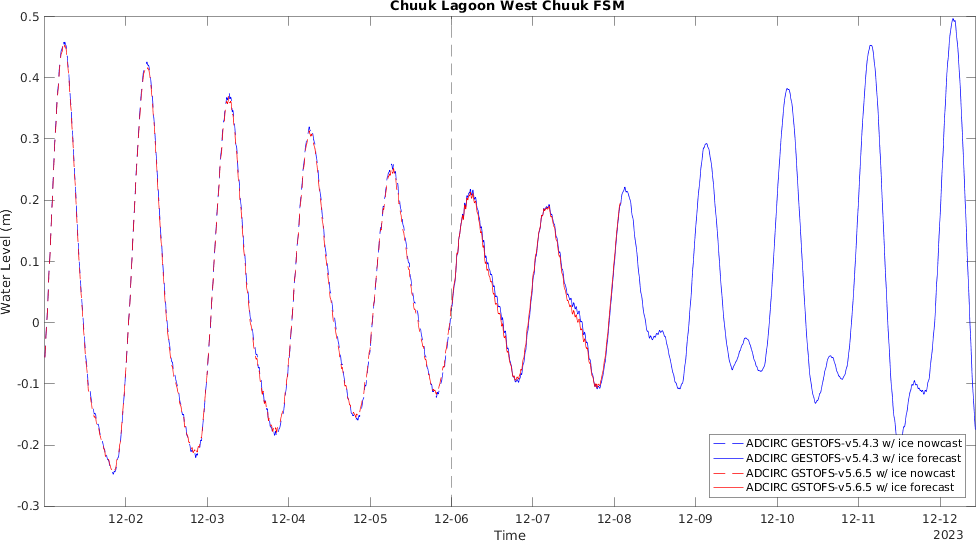 Chuuk Lagoon West Chuuk FSM
0.5
0.4
0.3
0.2
0.1
0
-0.1
-0.2
-0.3
Water Level (m)
12-02 12-03 12-04 12-05 12-06 12-07 12-08 12-09 12-10 12-11 12-12
Time
2023
ADCIRC GESTOFS-v5.4.3 w/ ice nowcast
ADCIRC GESTOFS-v5.4.3 w/ ice forecast
ADCIRC GSTOFS-v5.6.5 w/ ice nowcast
ADCIRC GSTOFS-v5.6.5 w/ ice forecast